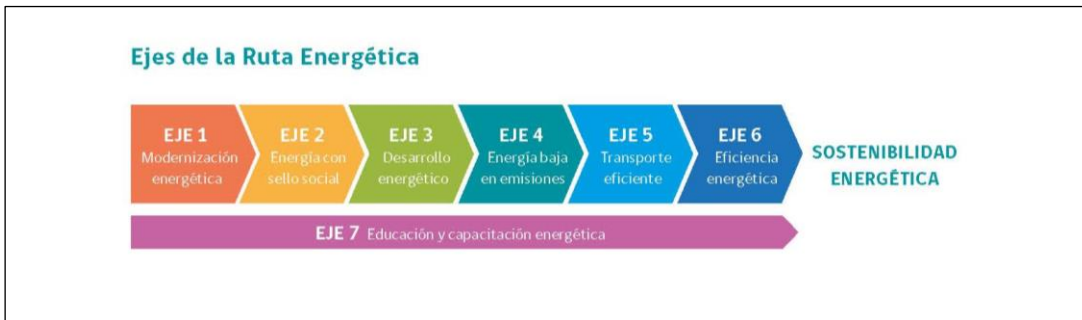 Ejes de la Ruta Energética
EJE 1
Modernización
energética
EJE 2
Energía con
sello social
EJE 3
Desarrollo
energético
EJE 4
Energía baja
en emisiones
EJE 5
Transporte
eficiente
EJE 6
Eficiencia
energética
SOSTENIBILIDAD
ENERGÉTICA
EJE 7 Educación y capacitación energética